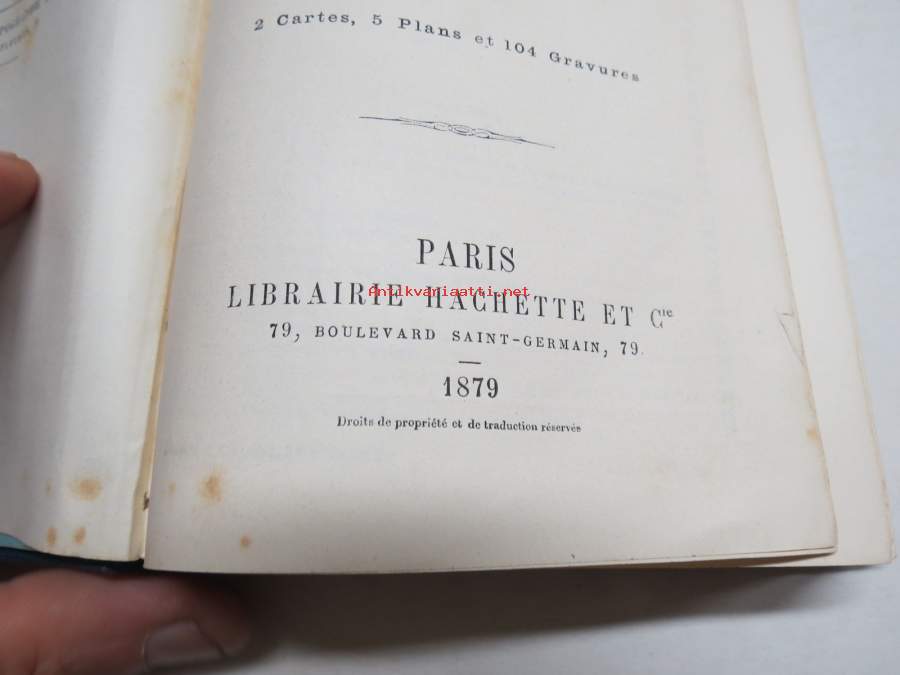 2 Cartes, 5 Plans et 104 Gravures
PARIS
Antikvariaatti.net
LIBRAIRIE HACHETTE ET Cie
79, BOULEVARD SAINT-GERMAIN, 79.
1879
Droits de propriété et de traduction réservés